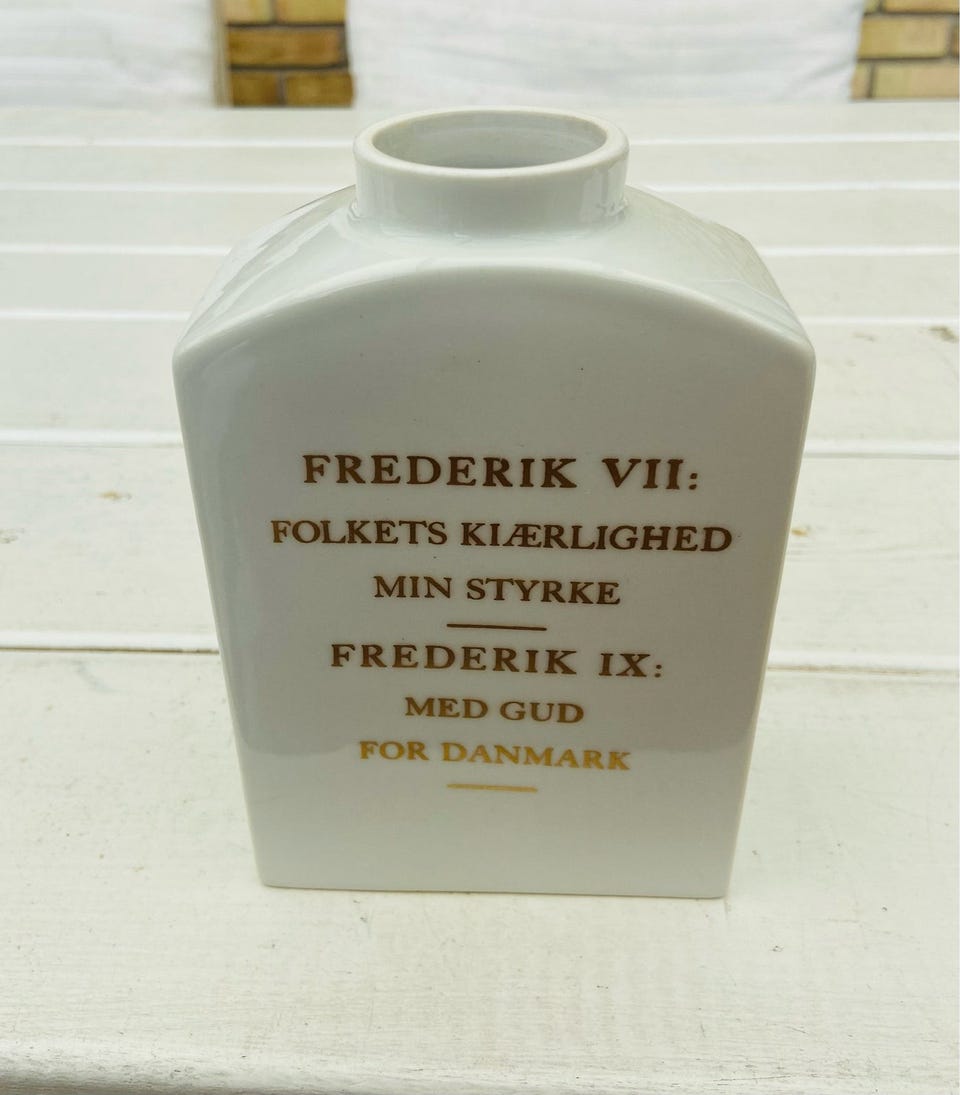 FREDERIK VII:
FOLKETS KIÆRLIGHED
MIN STYRKE
FREDERIK IX:
MED GUD
FOR DANMARK